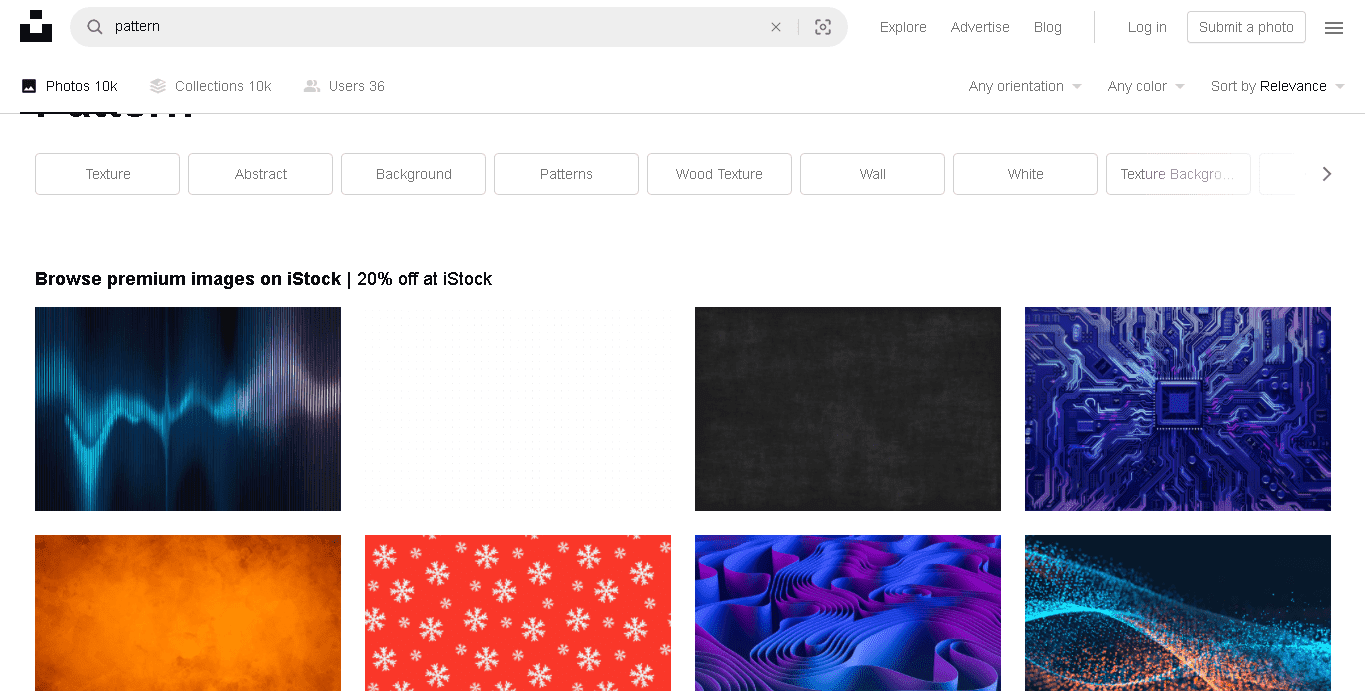 pattern
Explore
Advertise
Blog
Log in
Submit a photo
Photos 10k
Collections 10k
Users 36
Any orientation
Any color
Sort by Relevance
Pattern
Texture
Abstract
Background
Patterns
Wood Texture
Wall
White
Texture Backgro…
Browse premium images on iStock | 20% off at iStock